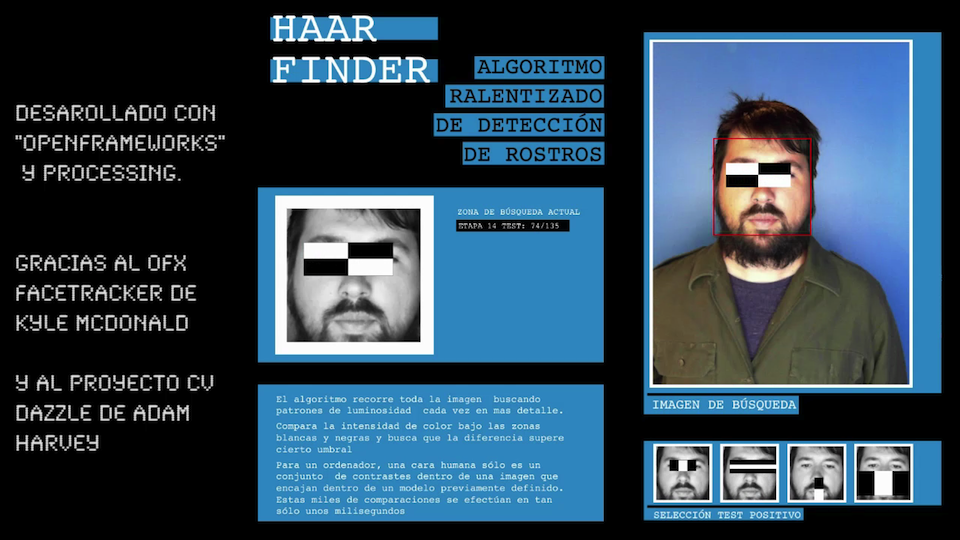 DESAROLLADO CON
"OPENFRAMEWORKS"
Y PROCESSING.
GRACIAS AL OFX
FACETRACKER DE
KYLE MCDONALD
Y AL PROYECTO CV
DAZZLE DE ADAM
HARVEY
HAAR
FINDER
ALGORITMO
RALENTIZADO
DE DETECCIÓN
DE ROSTROS
ZONA DE BÚSQUEDA ACTUAL
ETAPA 14 TEST: 74/135
El algoritmo recorre toda la imagen buscando
patrones de luminosidad cada vez en mas detalle.
Compara la intensidad de color bajo las zonas
blancas y negras y busca que la diferencia supere
cierto umbral
Para un ordenador, una cara humana sólo es un
conjunto de contrastes dentro de una imagen que
encajan dentro de un modelo previamente definido.
Estas miles de comparaciones se efectúan en tan
sólo unos milisegundos
IMAGEN DE BÚSQUEDA
SELECCIÓN TEST POSITIVO